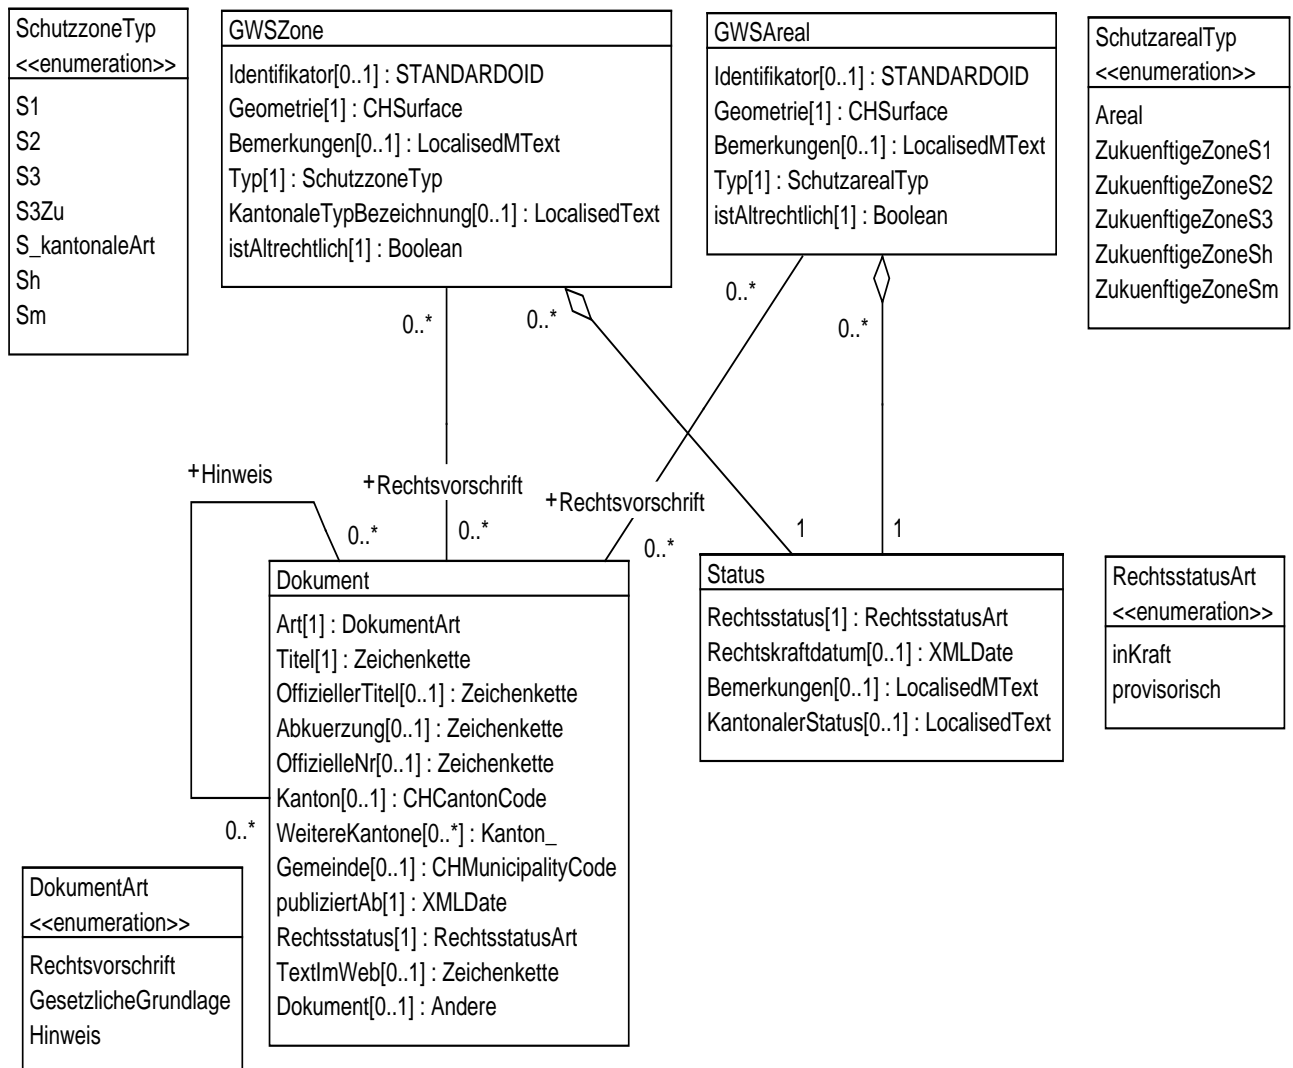 SchutzzoneTyp
<<enumeration>>
S1
S2
S3
S3Zu
S_kantonaleArt
Sh
Sm
GWSZone
Identifikator[0..1] : STANDARDOID
Geometrie[1] : CHSurface
Bemerkungen[0..1] : LocalisedMText
Typ[1] : SchutzzoneTyp
KantonaleTypBezeichnung[0..1] : LocalisedText
istAltrechtlich[1] : Boolean
GWSAreal
Identifikator[0..1] : STANDARDOID
Geometrie[1] : CHSurface
Bemerkungen[0..1] : LocalisedMText
Typ[1] : SchutzarealTyp
istAltrechtlich[1] : Boolean
SchutzarealTyp
<<enumeration>>
Areal
ZukuenftigeZoneS1
ZukuenftigeZoneS2
ZukuenftigeZoneS3
ZukuenftigeZoneSh
ZukuenftigeZoneSm
0..*
0..*
0..*
0..*
+Hinweis
+Rechtsvorschrift
+Rechtsvorschrift
0..*
0..*
0..*
1
1
Dokument
Art[1] : DokumentArt
Titel[1] : Zeichenkette
OffiziellerTitel[0..1] : Zeichenkette
Abkuerzung[0..1] : Zeichenkette
OffizielleNr[0..1] : Zeichenkette
Kanton[0..1] : CHCantonCode
WeitereKantone[0..*] : Kanton_
Gemeinde[0..1] : CHMunicipalityCode
publiziertAb[1] : XMLDate
Rechtsstatus[1] : RechtsstatusArt
TextImWeb[0..1] : Zeichenkette
Dokument[0..1] : Andere
0..*
Status
Rechtsstatus[1] : RechtsstatusArt
Rechtskraftdatum[0..1] : XMLDate
Bemerkungen[0..1] : LocalisedMText
KantonalerStatus[0..1] : LocalisedText
RechtsstatusArt
<<enumeration>>
inKraft
provisorisch
DokumentArt
<<enumeration>>
Rechtsvorschrift
GesetzlicheGrundlage
Hinweis